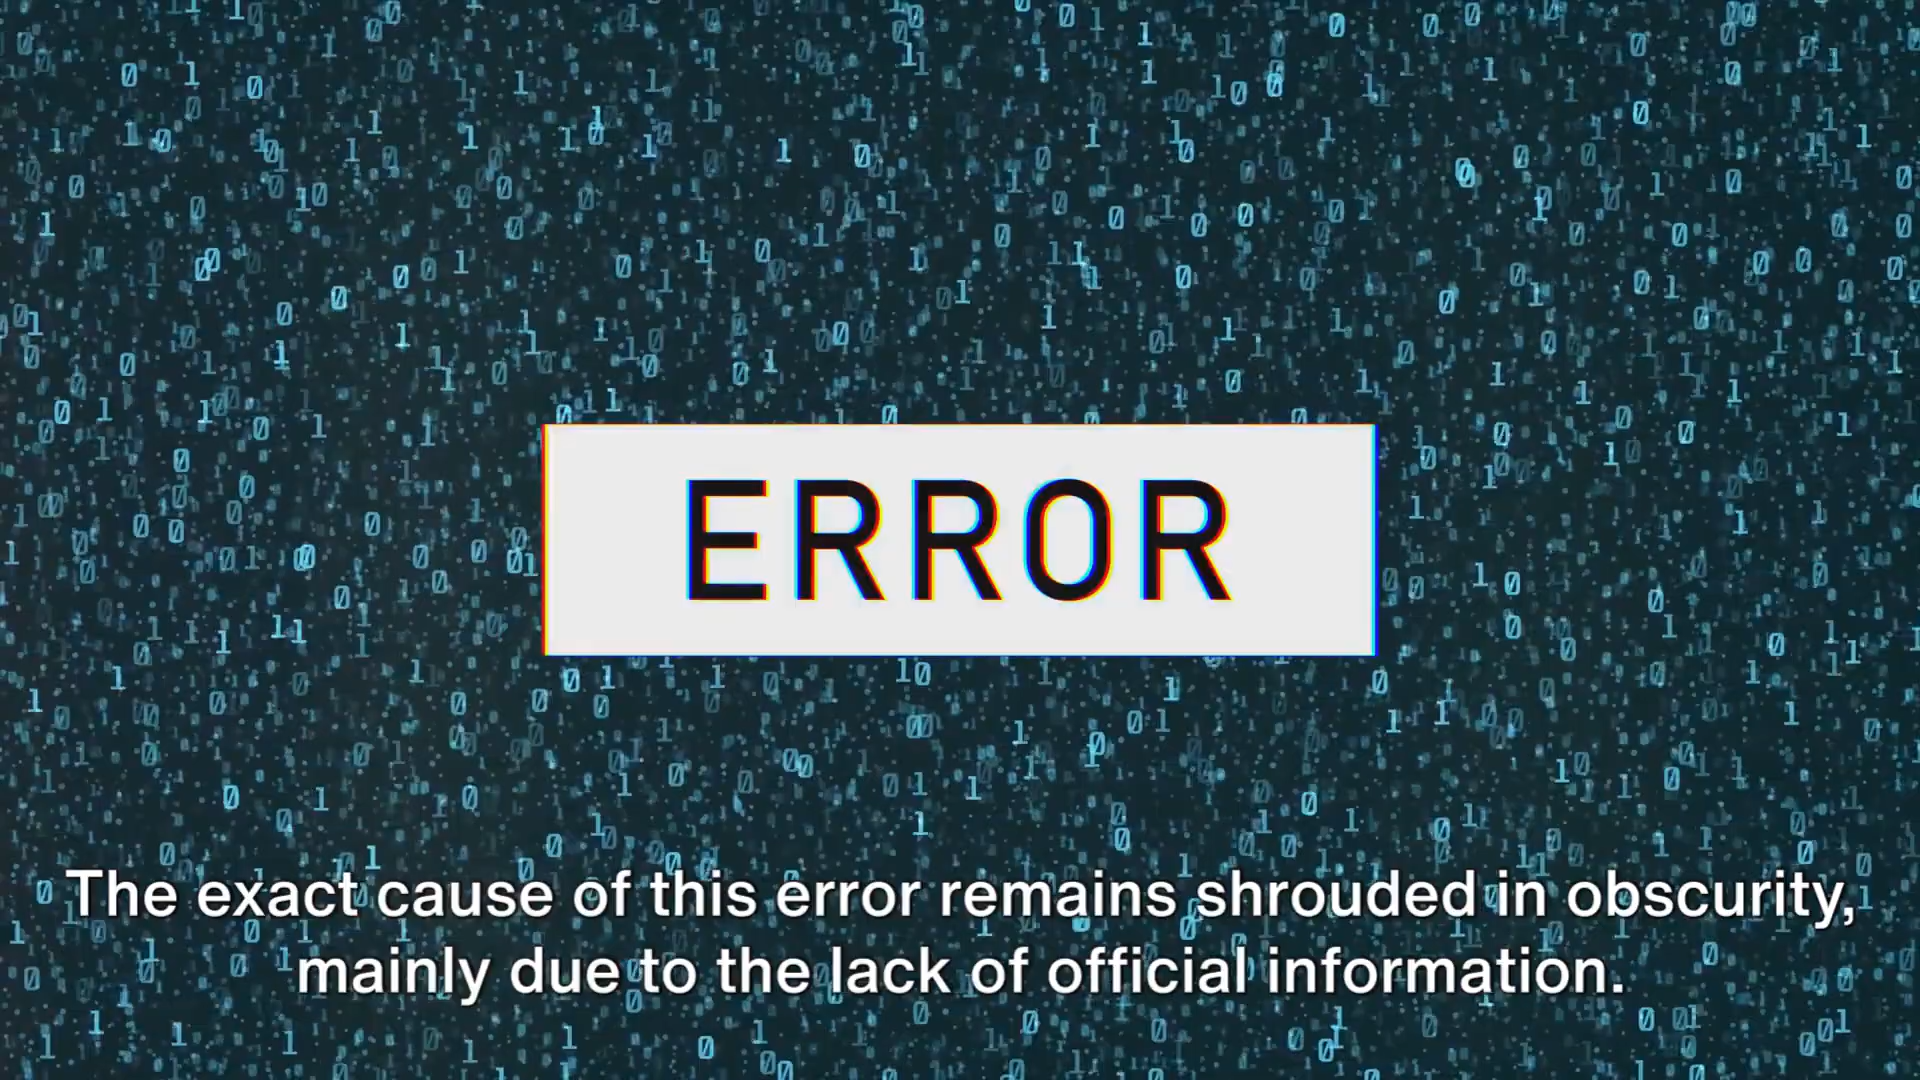 ERROR
The exact cause of this error remains shrouded in obscurity,
mainly due to the lack of official information.